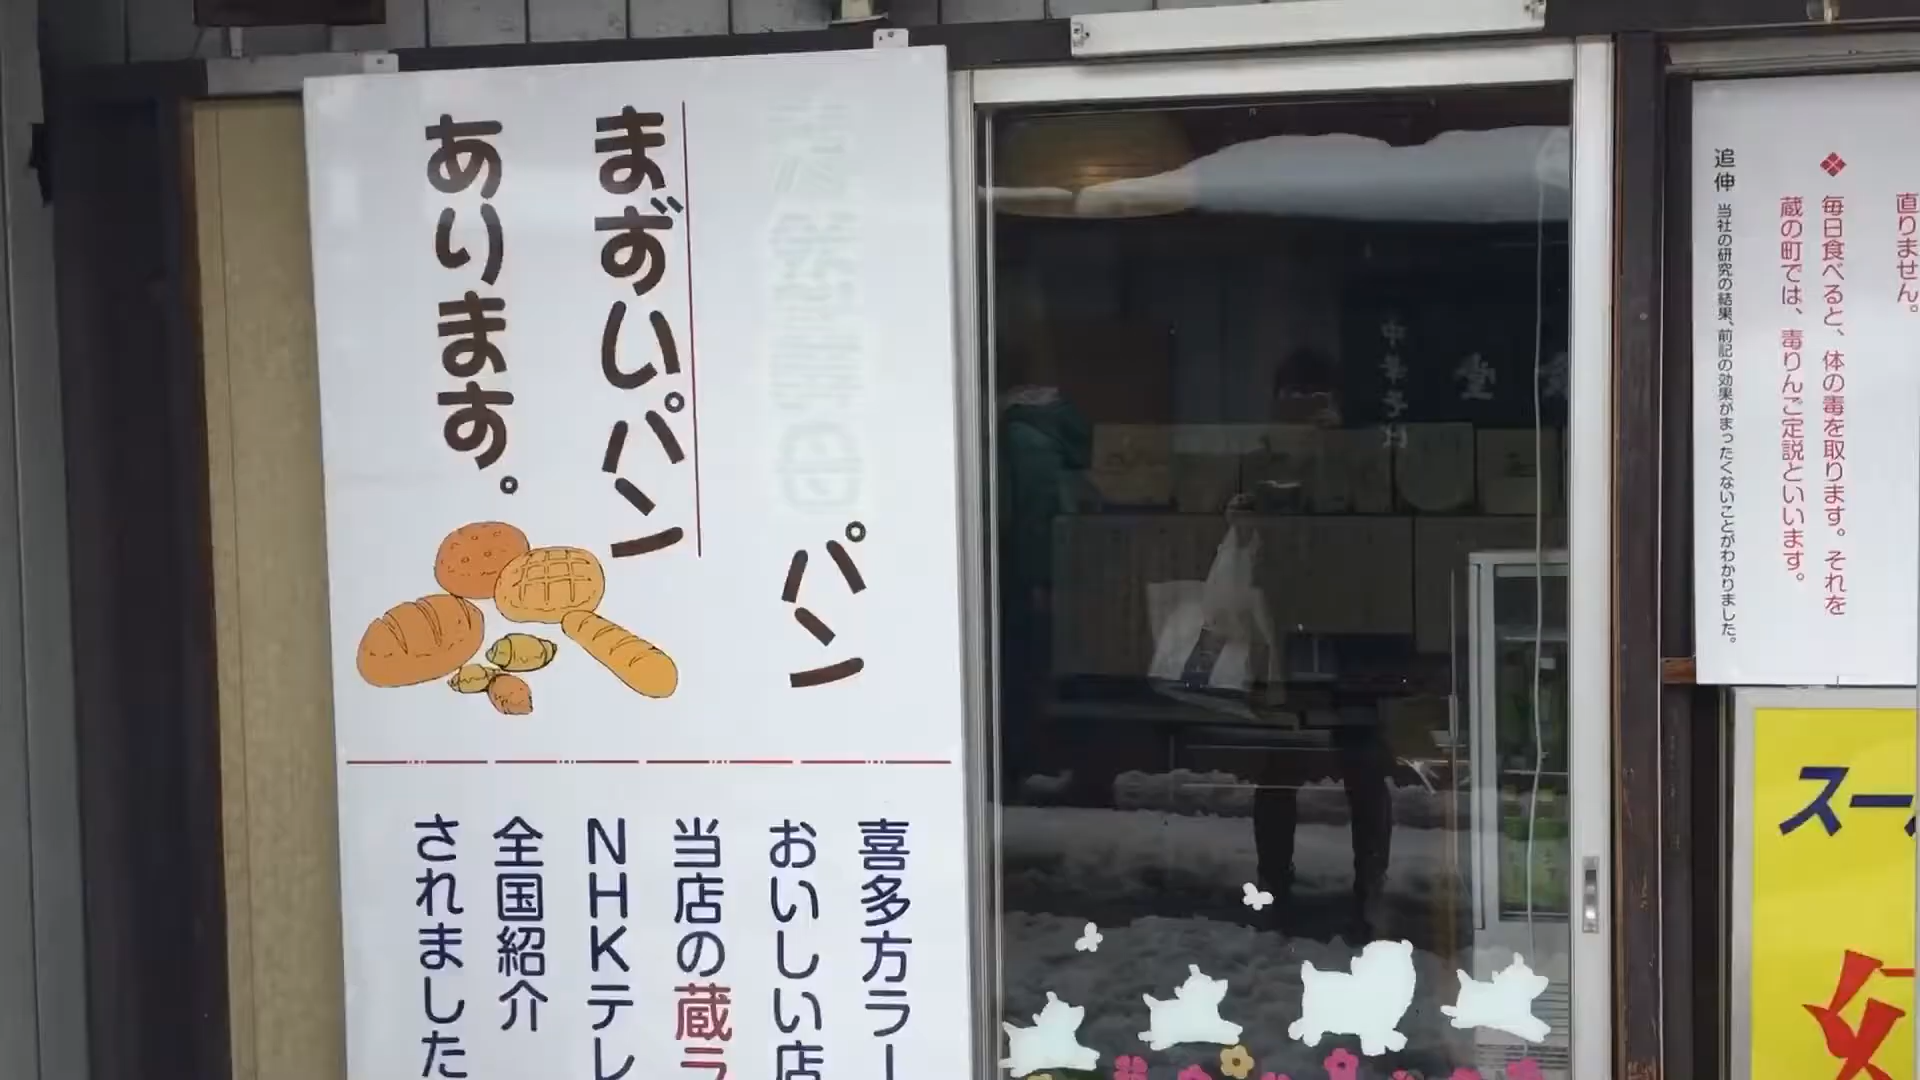 パン
まずいパン
あります。
喜多方ラー
おいしい店
当店の蔵ラ
NHKテレ
全国紹介
されました
直りません。
毎日食べると、体の毒を取ります。それを
蔵の町では、毒りんご定説といいます。
追伸 当社の研究の結果、前記の効果がまったくないことがわかりました。
スー